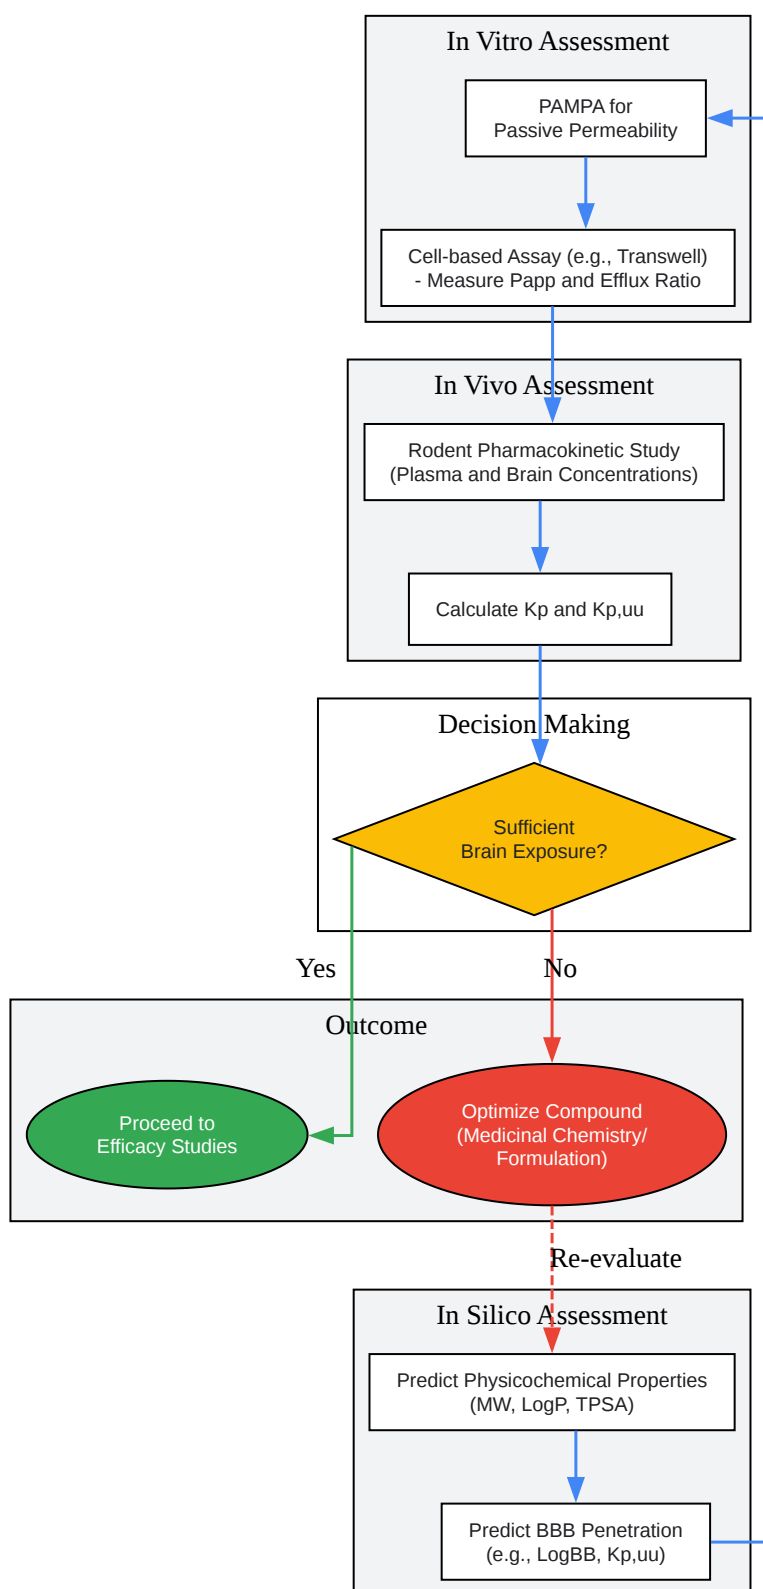 In Vitro Assessment
PAMPA for
Passive Permeability
Cell-based Assay (e.g., Transwell)
- Measure Papp and Efflux Ratio
In Vivo Assessment
Rodent Pharmacokinetic Study
(Plasma and Brain Concentrations)
Calculate Kp and Kp,uu
Decision Making
Sufficient
Brain Exposure?
Yes
No
Outcome
Proceed to
Efficacy Studies
Optimize Compound
(Medicinal Chemistry/
Formulation)
Re-evaluate
In Silico Assessment
Predict Physicochemical Properties
(MW, LogP, TPSA)
Predict BBB Penetration
(e.g., LogBB, Kp,uu)